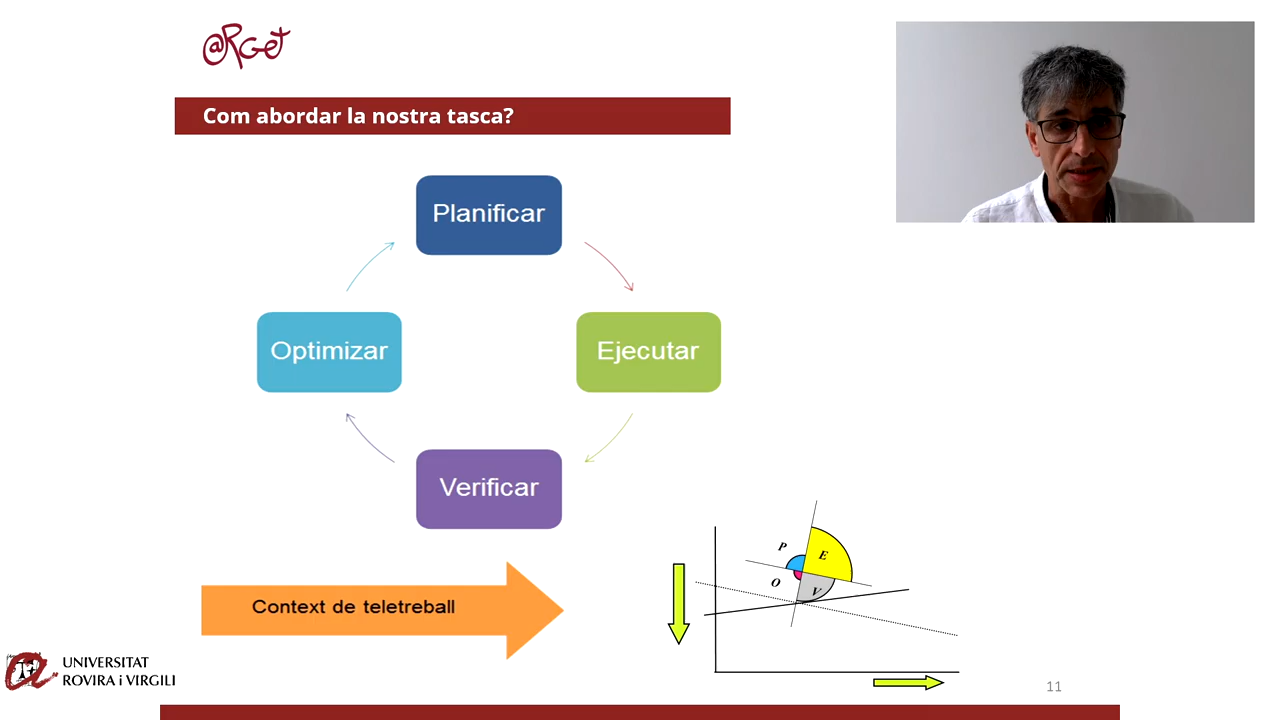 @RGet
Com abordar la nostra tasca?
Planificar
Optimizar
Ejecutar
Verificar
P
E
O
V
Context de teletreball
UNIVERSITAT
ROVIRA i VIRGILI
11